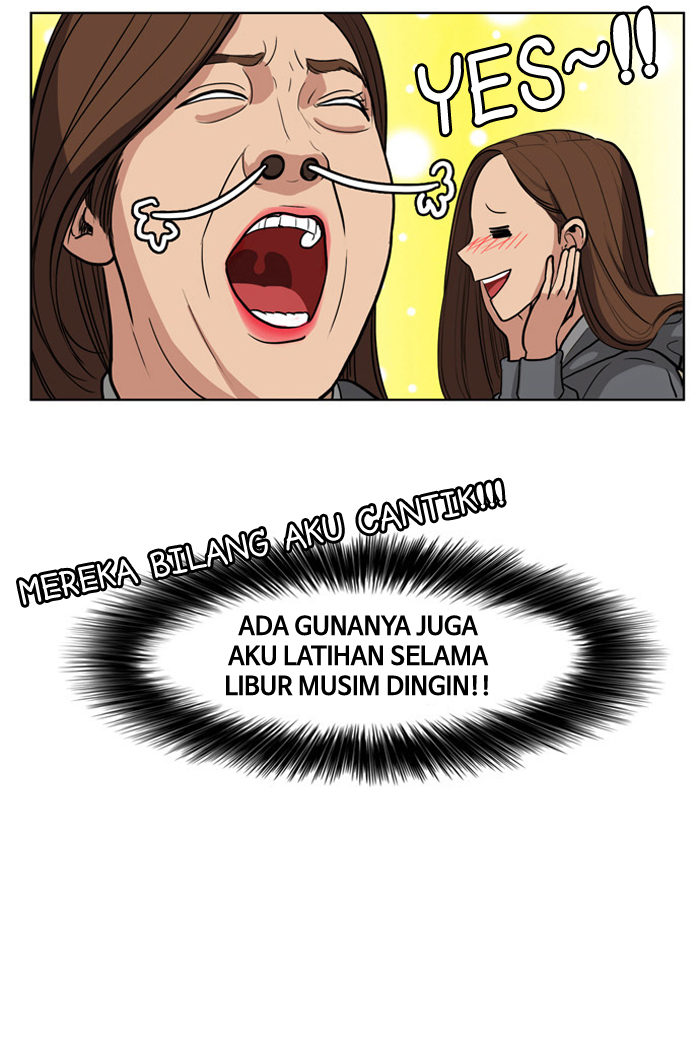 YES~!!
MEREKA BILANG AKU CANTIK!!!
ADA GUNANYA JUGA
AKU LATIHAN SELAMA
LIBUR MUSIM DINGIN!!